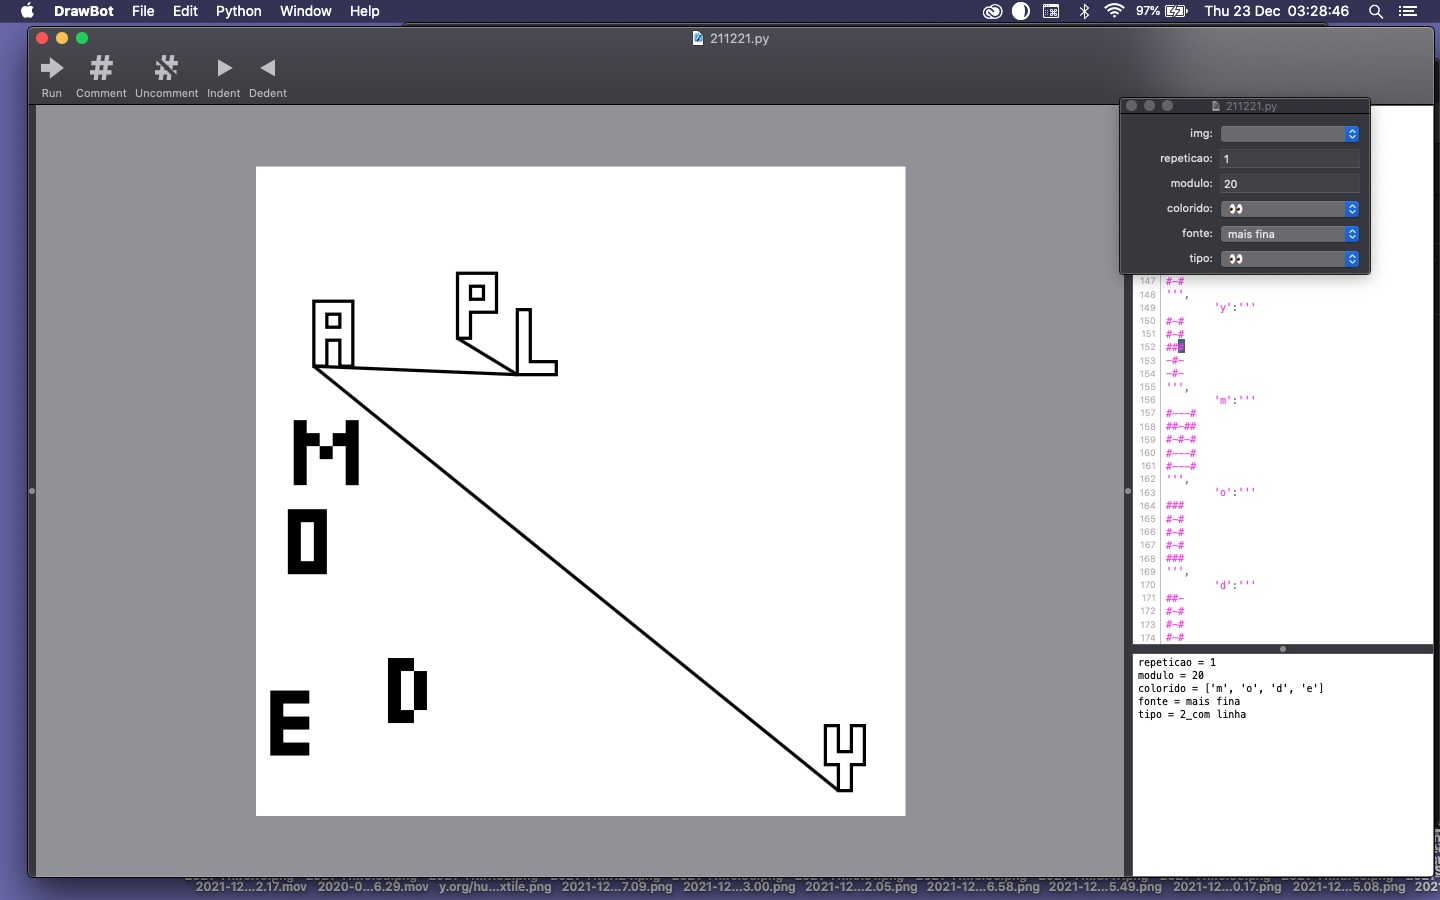 DrawBot File Edit Python Window Help 97% Thu 23 Dec 03:28:46
211221.py
Run Comment Uncomment Indent Dedent
211221.py
img:
repeticao: 1
modulo: 20
colorido: 👀
fonte: mais fina
tipo: 👀
A P L
M
O
D
E
Y
147 #-#
148 ''',
149 'y':'''
150 #-#
151 #-#
152 ###
153 -#-
154 -#-
155 ''',
156 'm':'''
157 #---#
158 ##-##
159 #-#-#
160 #---#
161 #---#
162 ''',
163 'o':'''
164 ###
165 #-#
166 #-#
167 #-#
168 ###
169 ''',
170 'd':'''
171 ##-
172 #-#
173 #-#
174 #-#
repeticao = 1
modulo = 20
colorido = ['m', 'o', 'd', 'e']
fonte = mais fina
tipo = 2_com linha
2021-12...2.17.mov 2020-0...6.29.mov y.org/hu...xtile.png 2021-12...7.09.png 2021-12...3.00.png 2021-12...2.05.png 2021-12...6.58.png 2021-12...5.49.png 2021-12...0.17.png 2021-12...5.08.png